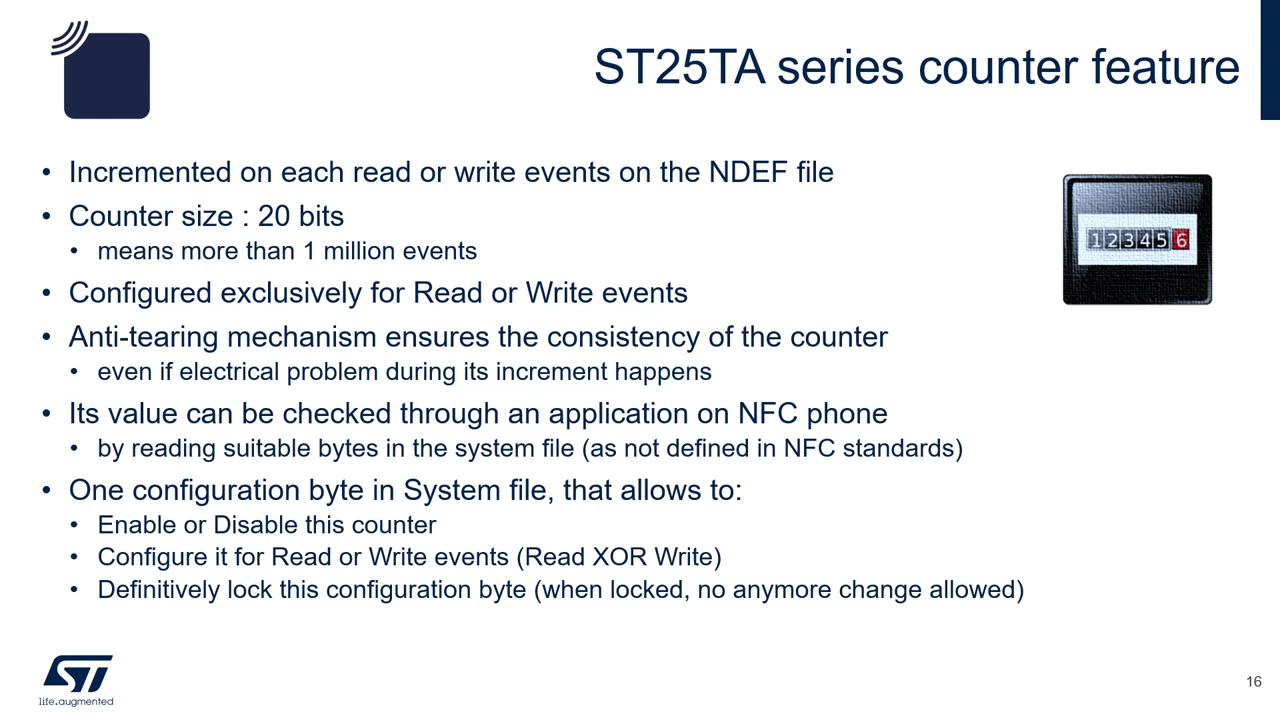 ST25TA series counter feature
• Incremented on each read or write events on the NDEF file
• Counter size : 20 bits
• means more than 1 million events
• Configured exclusively for Read or Write events
• Anti-tearing mechanism ensures the consistency of the counter
• even if electrical problem during its increment happens
• Its value can be checked through an application on NFC phone
• by reading suitable bytes in the system file (as not defined in NFC standards)
• One configuration byte in System file, that allows to:
• Enable or Disable this counter
• Configure it for Read or Write events (Read XOR Write)
• Definitively lock this configuration byte (when locked, no anymore change allowed)
123456
ST
life.augmented
16